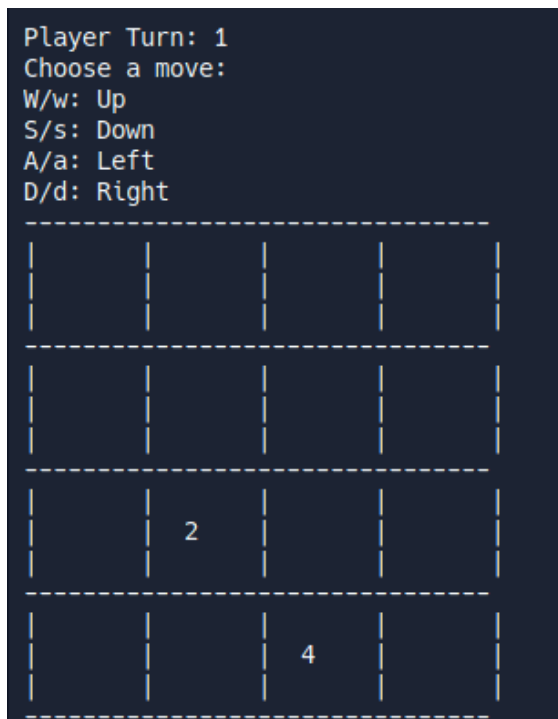 Player Turn: 1
Choose a move:
W/w: Up
S/s: Down
A/a: Left
D/d: Right
2
4